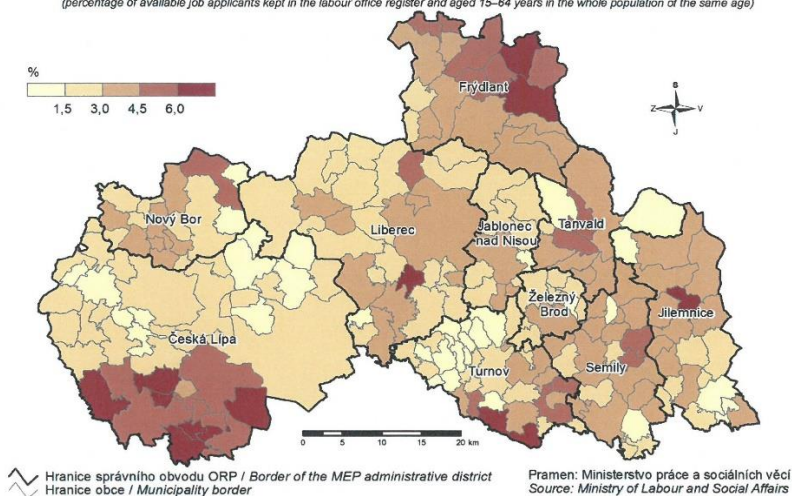 (percentage of available job applicants kept in the labour office register and aged 15–64 years in the whole population of the same age)
%
1,5 3,0 4,5 6,0
S
Z V
J
Frýdlant
Nový Bor
Liberec
Jablonec
nad Nisou
Tanvald
Železný
Brod
Jilemnice
Česká Lípa
Turnov
Semily
0 5 10 15 20 km
Hranice správního obvodu ORP / Border of the MEP administrative district
Hranice obce / Municipality border
Pramen: Ministerstvo práce a sociálních věcí
Source: Ministry of Labour and Social Affairs